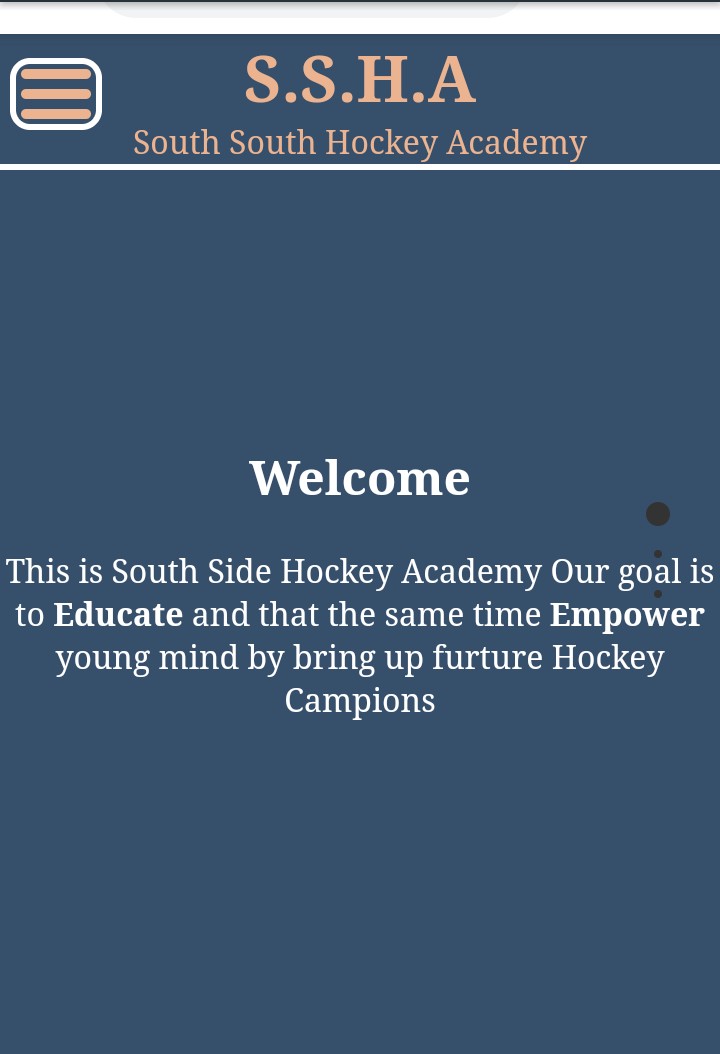 S.S.H.A
South South Hockey Academy
Welcome
This is South Side Hockey Academy Our goal is
to Educate and that the same time Empower
young mind by bring up furture Hockey
Campions